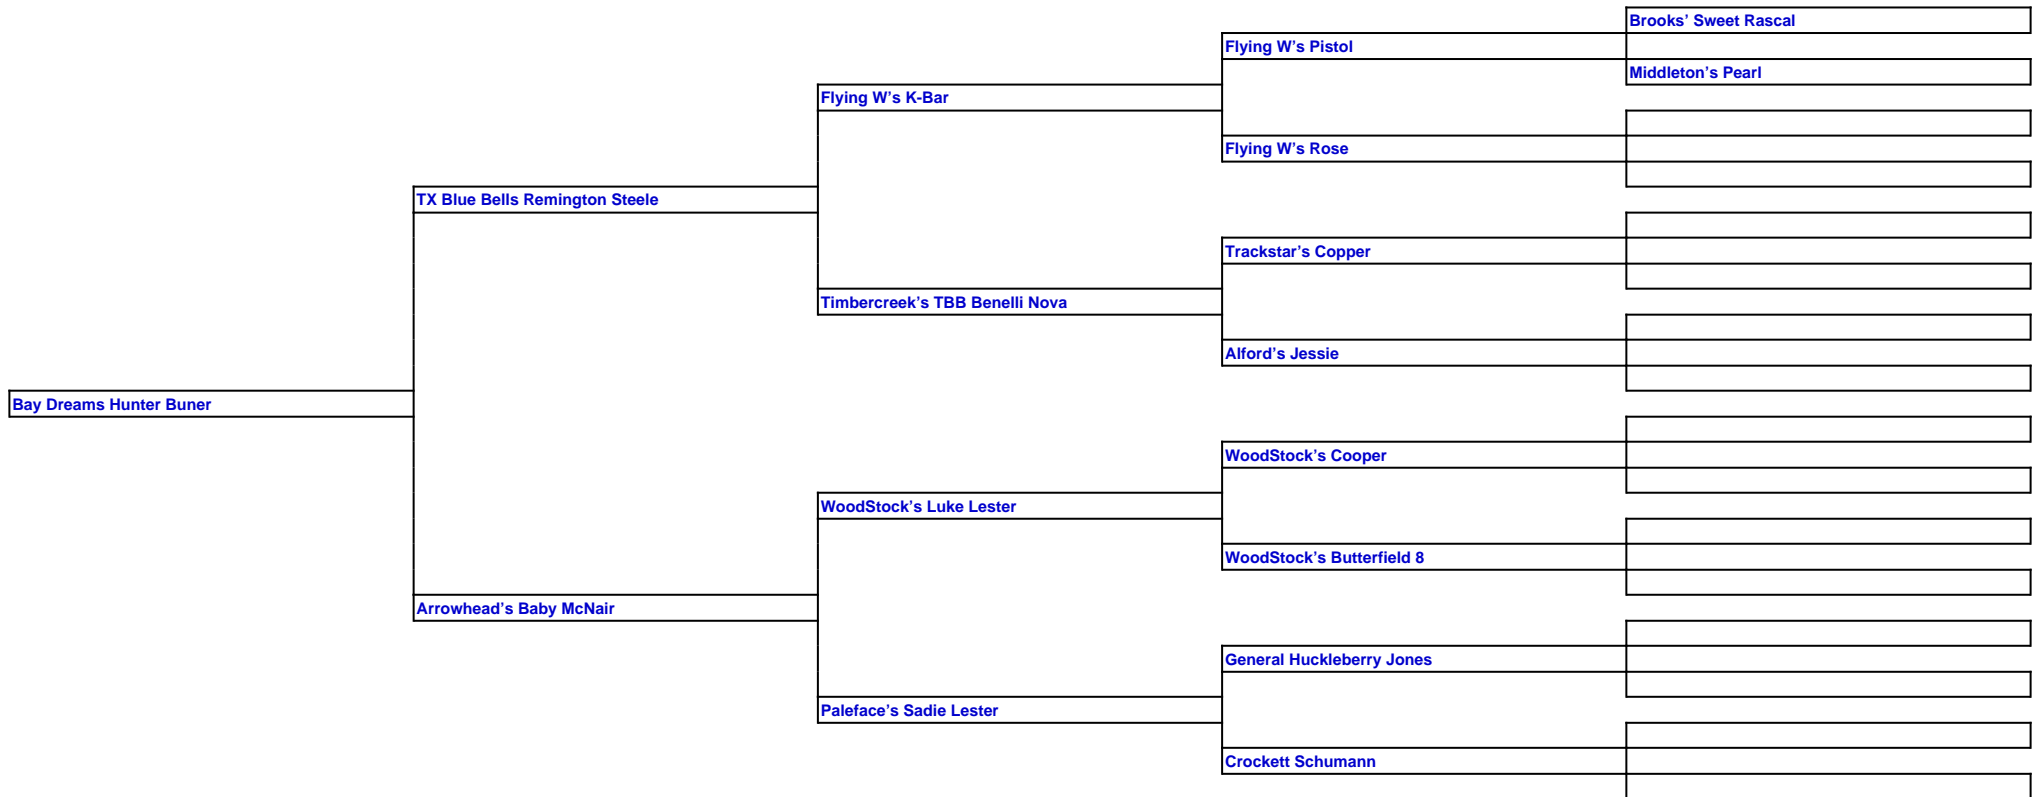 Brooks’ Sweet Rascal
Flying W’s Pistol
Middleton’s Pearl
Flying W’s K-Bar
Flying W’s Rose
TX Blue Bells Remington Steele
Trackstar’s Copper
Timbercreek’s TBB Benelli Nova
Alford’s Jessie
Bay Dreams Hunter Buner
WoodStock’s Cooper
WoodStock’s Luke Lester
WoodStock’s Butterfield 8
Arrowhead’s Baby McNair
General Huckleberry Jones
Paleface’s Sadie Lester
Crockett Schumann